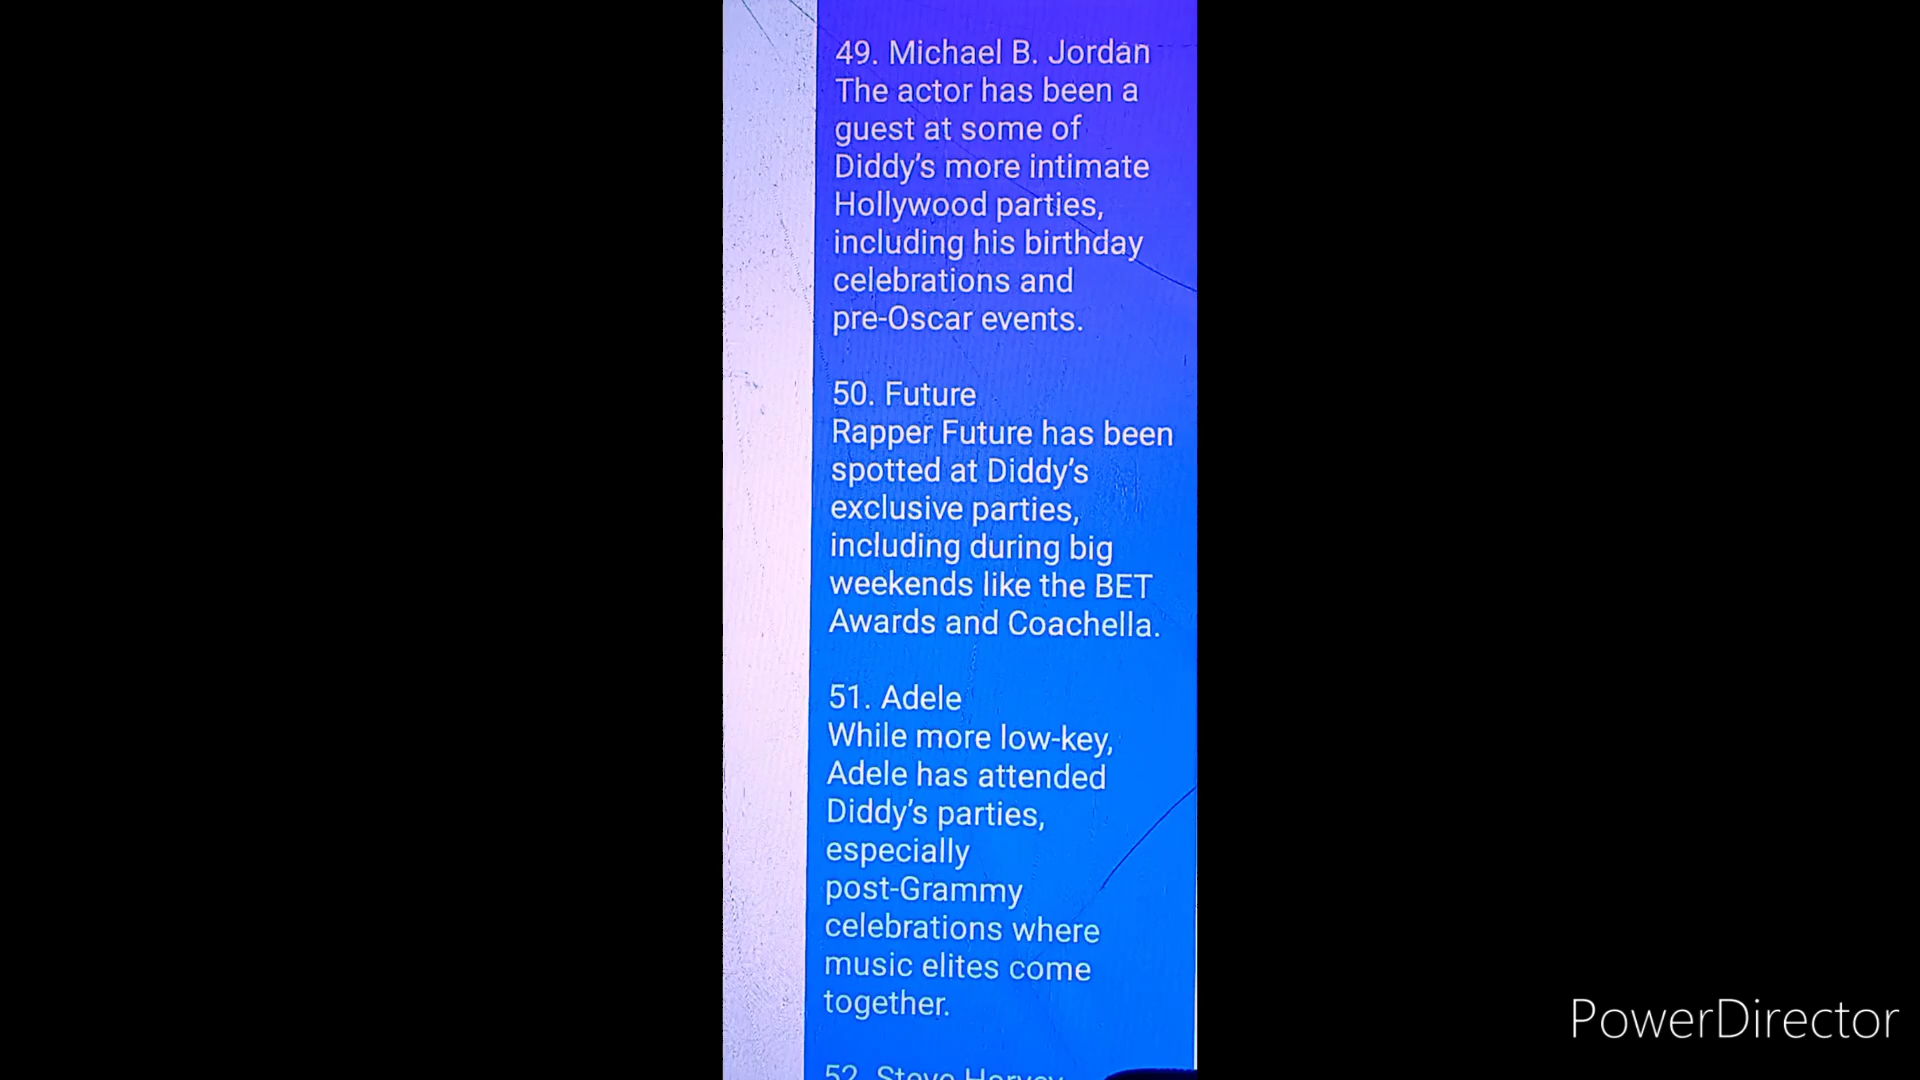 49. Michael B. Jordan
The actor has been a
guest at some of
Diddy's more intimate
Hollywood parties,
including his birthday
celebrations and
pre-Oscar events.
50. Future
Rapper Future has been
spotted at Diddy's
exclusive parties,
including during big
weekends like the BET
Awards and Coachella.
51. Adele
While more low-key,
Adele has attended
Diddy's parties,
especially
post-Grammy
celebrations where
music elites come
together.
52. Steve Harvey
PowerDirector